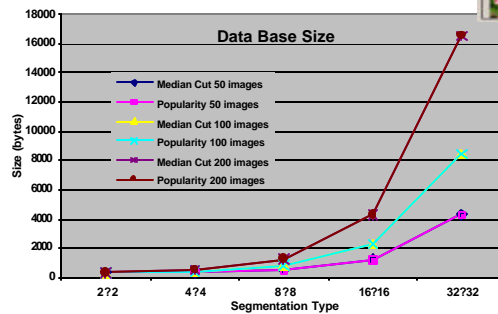 Data Base Size
18000
16000
14000
12000
10000
8000
6000
4000
2000
0
Size (bytes)
Median Cut 50 images
Popularity 50 images
Median Cut 100 images
Popularity 100 images
Median Cut 200 images
Popularity 200 images
2?2 4?4 8?8 16?16 32?32
Segmentation Type